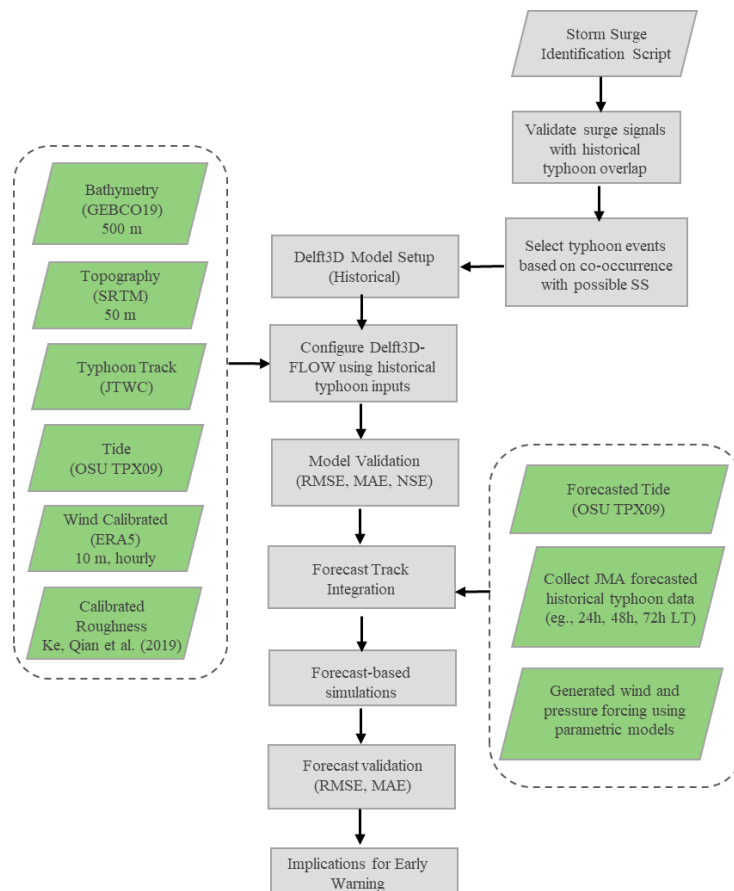 Storm Surge
Identification Script
Validate surge signals
with historical
typhoon overlap
Select typhoon events
based on co-occurrence
with possible SS
Delft3D Model Setup
(Historical)
Bathymetry
(GEBCO19)
500 m
Topography
(SRTM)
50 m
Typhoon Track
(JTWC)
Tide
(OSU TPX09)
Wind Calibrated
(ERA5)
10 m, hourly
Calibrated
Roughness
Ke, Qian et al. (2019)
Configure Delft3D-
FLOW using historical
typhoon inputs
Model Validation
(RMSE, MAE, NSE)
Forecast Track
Integration
Forecasted Tide
(OSU TPX09)
Collect JMA forecasted
historical typhoon data
(eg., 24h, 48h, 72h LT)
Generated wind and
pressure forcing using
parametric models
Forecast-based
simulations
Forecast validation
(RMSE, MAE)
Implications for Early
Warning